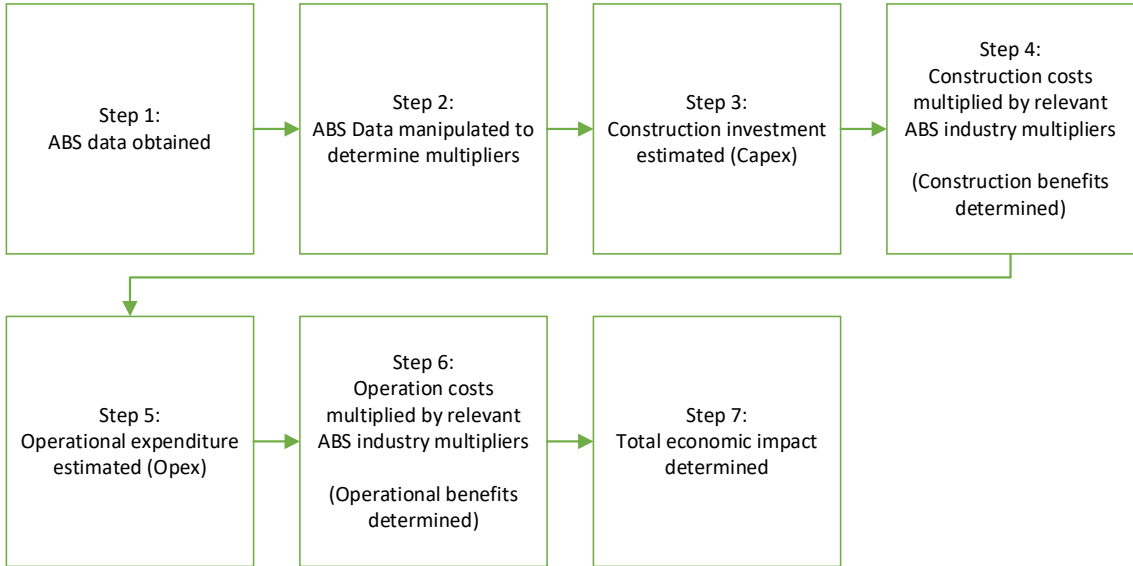 Step 1:
ABS data obtained
Step 2:
ABS Data manipulated to
determine multipliers
Step 3:
Construction investment
estimated (Capex)
Step 4:
Construction costs
multiplied by relevant
ABS industry multipliers
(Construction benefits
determined)
Step 5:
Operational expenditure
estimated (Opex)
Step 6:
Operation costs
multiplied by relevant
ABS industry multipliers
(Operational benefits
determined)
Step 7:
Total economic impact
determined